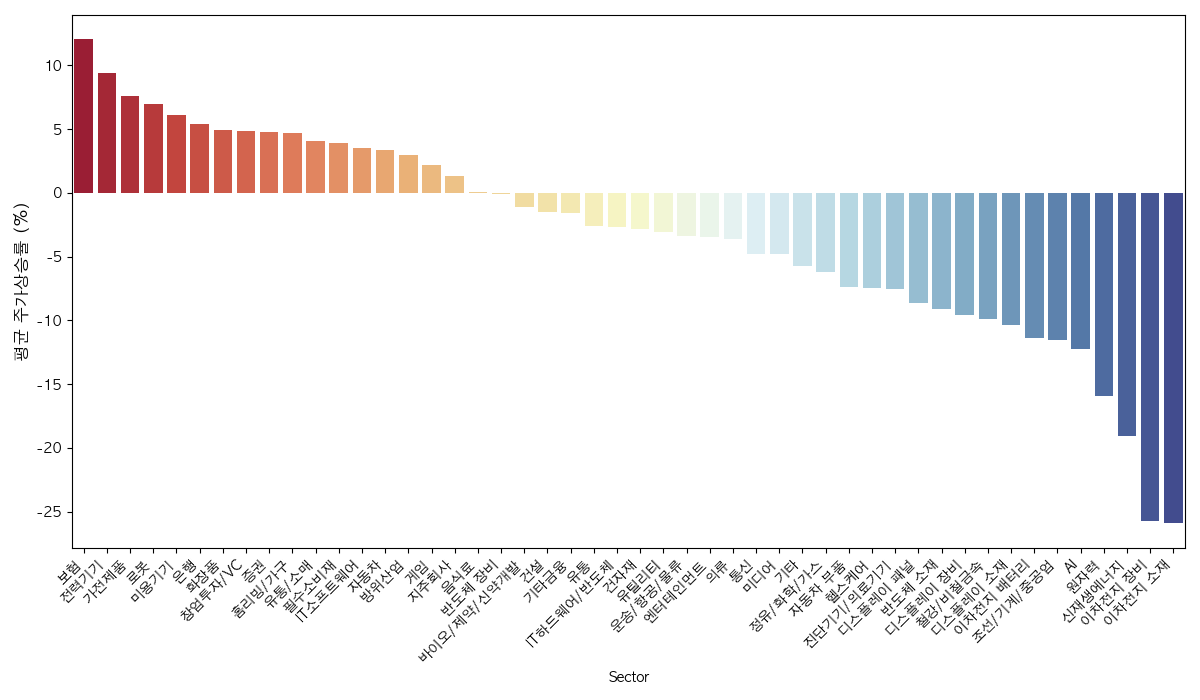 10
5
0
-5
-10
-15
-20
-25
평균 주가상승률 (%)
보험
전력기기
가전제품
로봇
미용기기
은행
화장품
창업투자/VC
증권
홈리빙/가구
유통/소매
필수소비재
IT소프트웨어
자동차
방위산업
게임
지주회사
음식료
반도체 장비
바이오/제약/신약개발
건설
기타금융
유통
IT하드웨어/반도체
건자재
유틸리티
운송/항공/물류
엔터테인먼트
의류
통신
미디어
기타
정유/화학/가스
자동차 부품
헬스케어
진단기기/의료기기
디스플레이 패널
반도체 소재
디스플레이 장비
철강/비철금속
디스플레이 소재
이차전지 배터리
조선/기계/중공업
AI
원자력
신재생에너지
이차전지 장비
이차전지 소재
Sector